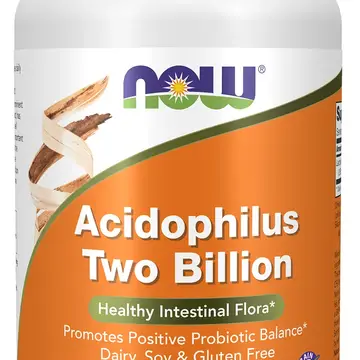 NOW®
Acidophilus
Two Billion
Healthy Intestinal Flora*
Promotes Positive Probiotic Balance*
Dairy, Soy & Gluten Free